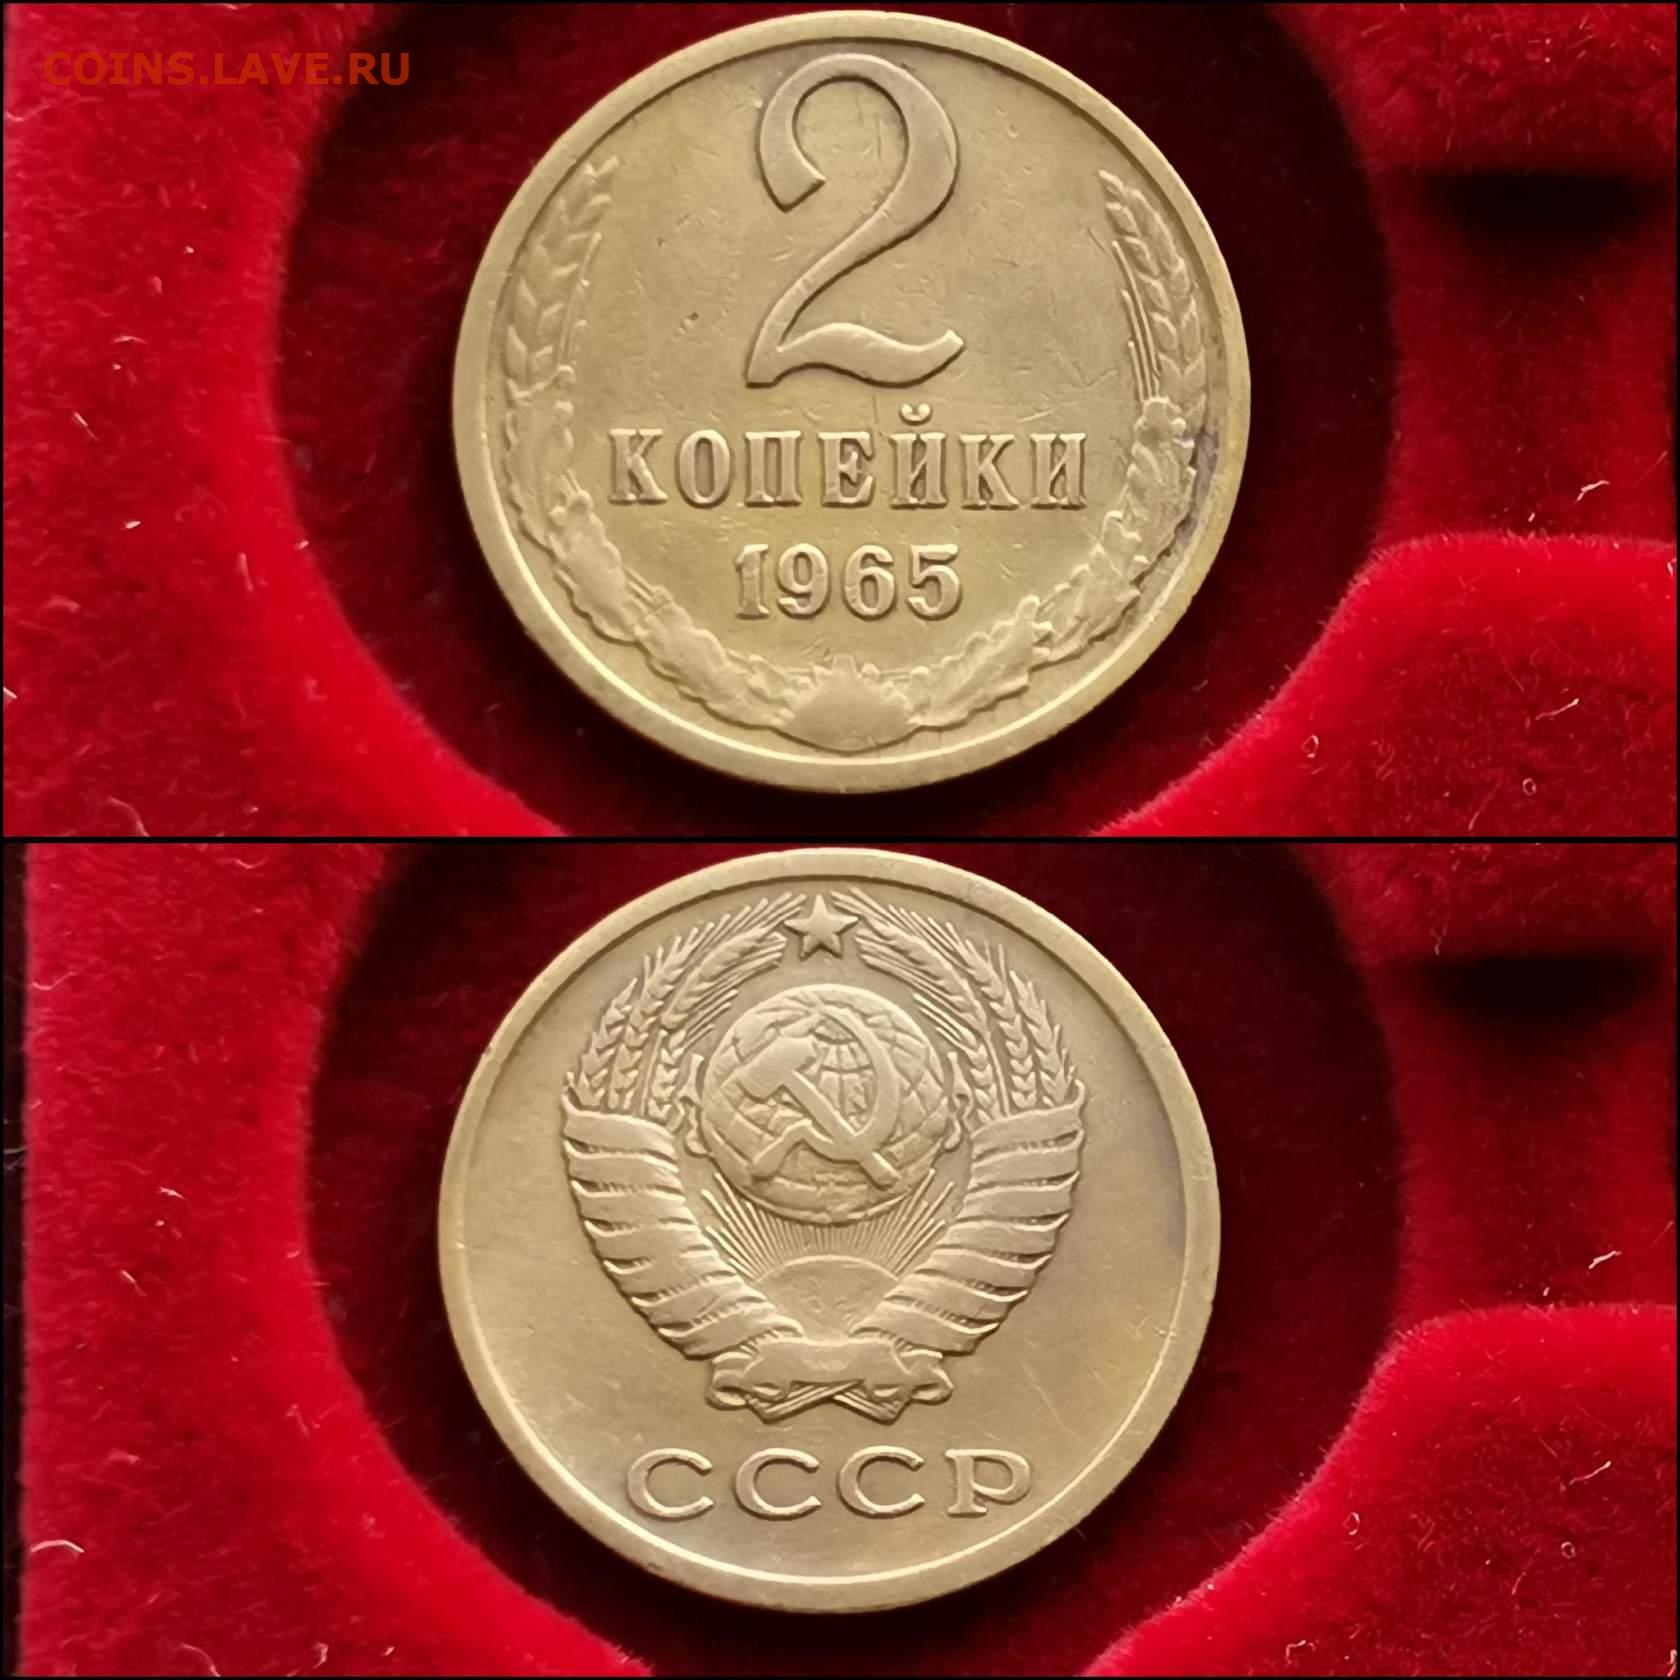 COINS.LAVE.RU
2
КОПЕЙКИ
1965
СССР